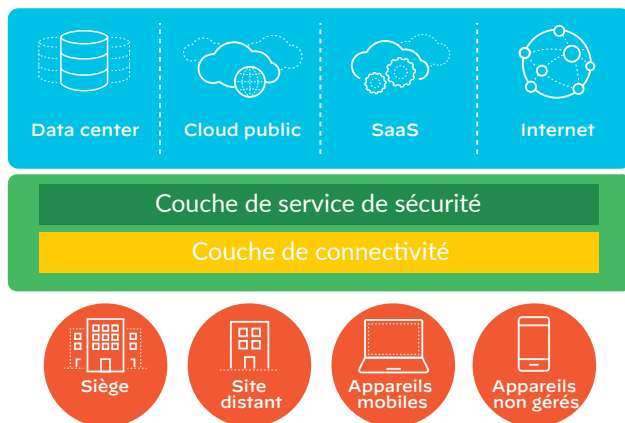 Data center
Cloud public
SaaS
Internet
Couche de service de sécurité
Couche de connectivité
Siège
Site
distant
Appareils
mobiles
Appareils
non gérés